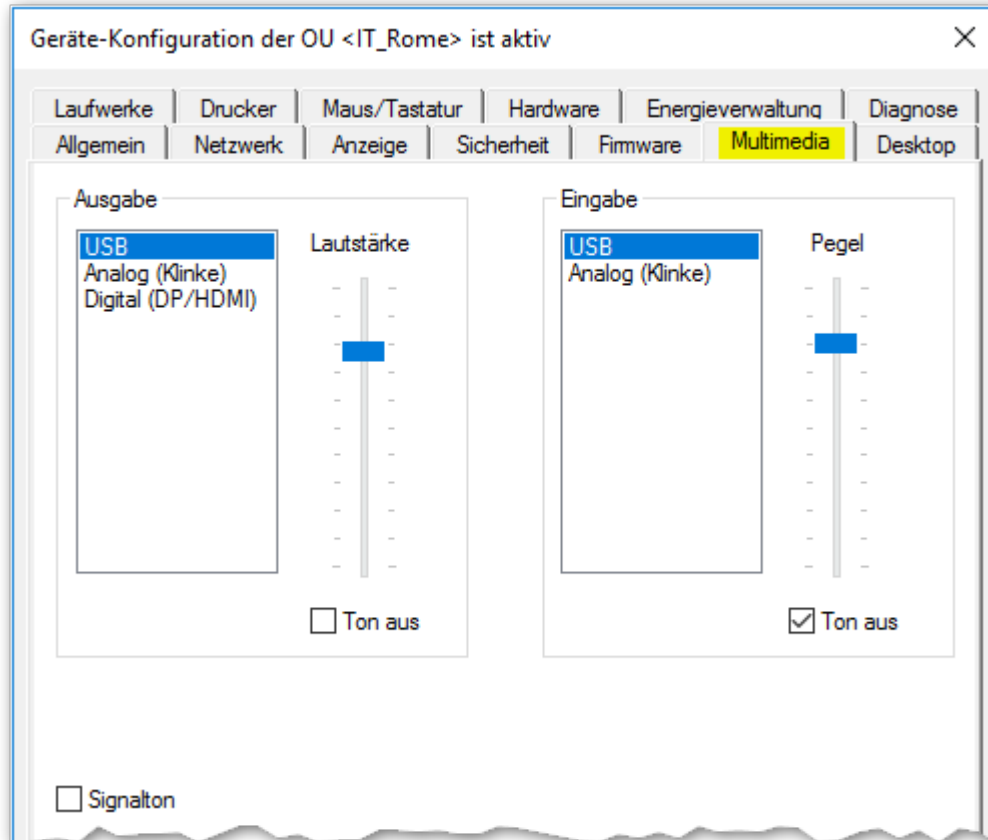 Geräte-Konfiguration der OU <IT_Rome> ist aktiv
Laufwerke Drucker Maus/Tastatur Hardware Energieverwaltung Diagnose
Allgemein Netzwerk Anzeige Sicherheit Firmware Multimedia Desktop
Ausgabe
USB
Analog (Klinke)
Digital (DP/HDMI)
Lautstärke
Ton aus
Eingabe
USB
Analog (Klinke)
Pegel
Ton aus
Signalton